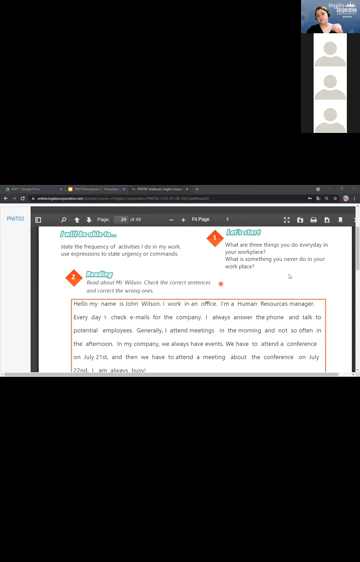 Inglés Corporativo
PNIT02 Textbook | Inglés Corpor
PNIT02
Page: 24 of 49
Fit Page
I will be able to...
state the frequency of activities I do in my work.
use expressions to state urgency or commands.
1 Let's start
What are three things you do everyday in
your workplace?
What is something you never do in your
work place?
2 Reading
Read about Mr. Wilson. Check the correct sentences
and correct the wrong ones.
Hello my name is John Wilson. I work in an office. I'm a Human Resources manager.
Every day I check e-mails for the company. I always answer the phone and talk to
potential employees. Generally, I attend meetings in the morning and not so often in
the afternoon. In my company, we always have events. We have to attend a conference
on July 21st, and then we have to attend a meeting about the conference on July
22nd. I am always busy!